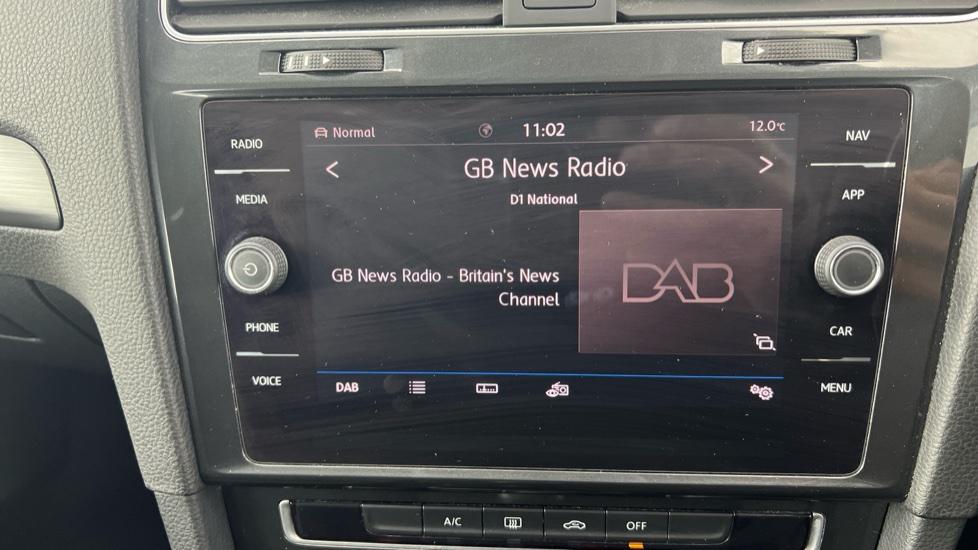 RADIO
MEDIA
PHONE
VOICE
Normal
11:02
12.0°C
GB News Radio
D1 National
GB News Radio - Britain's News
Channel
DAB
DAB
NAV
APP
CAR
MENU
A/C
OFF